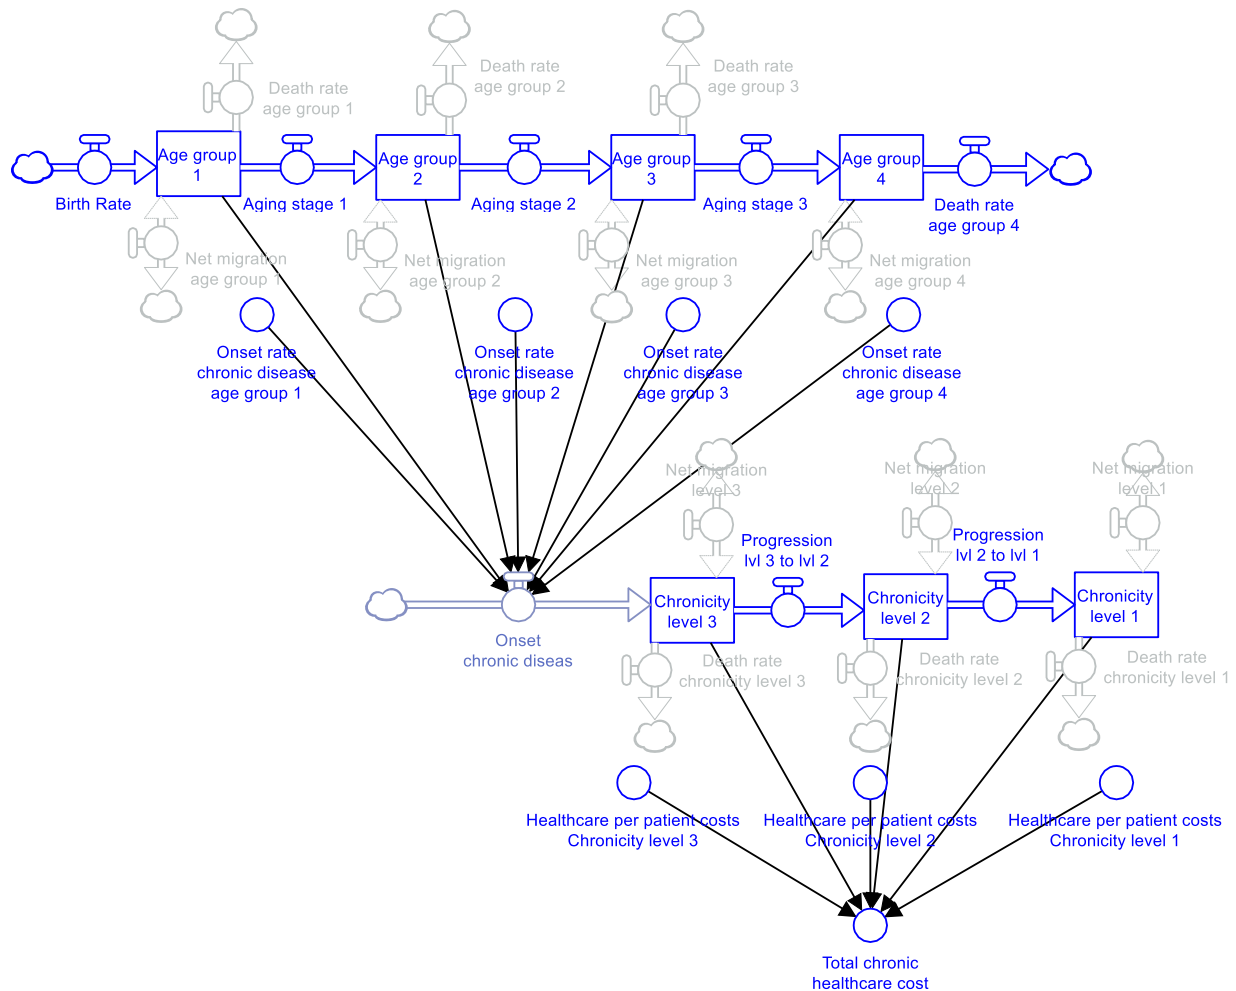 Death rate
age group 1
Death rate
age group 2
Death rate
age group 3
Age group
1
Age group
2
Age group
3
Age group
4
Birth Rate
Aging stage 1
Aging stage 2
Aging stage 3
Death rate
age group 4
Net migration
age group 1
Net migration
age group 2
Net migration
age group 3
Net migration
age group 4
Onset rate
chronic disease
age group 1
Onset rate
chronic disease
age group 2
Onset rate
chronic disease
age group 3
Onset rate
chronic disease
age group 4
Net migration
level 3
Net migration
level 2
Net migration
level 1
Progression
lvl 3 to lvl 2
Progression
lvl 2 to lvl 1
Chronicity
level 3
Chronicity
level 2
Chronicity
level 1
Onset
chronic diseas
Death rate
chronicity level 3
Death rate
chronicity level 2
Death rate
chronicity level 1
Healthcare per patient costs
Chronicity level 3
Healthcare per patient costs
Chronicity level 2
Healthcare per patient costs
Chronicity level 1
Total chronic
healthcare cost